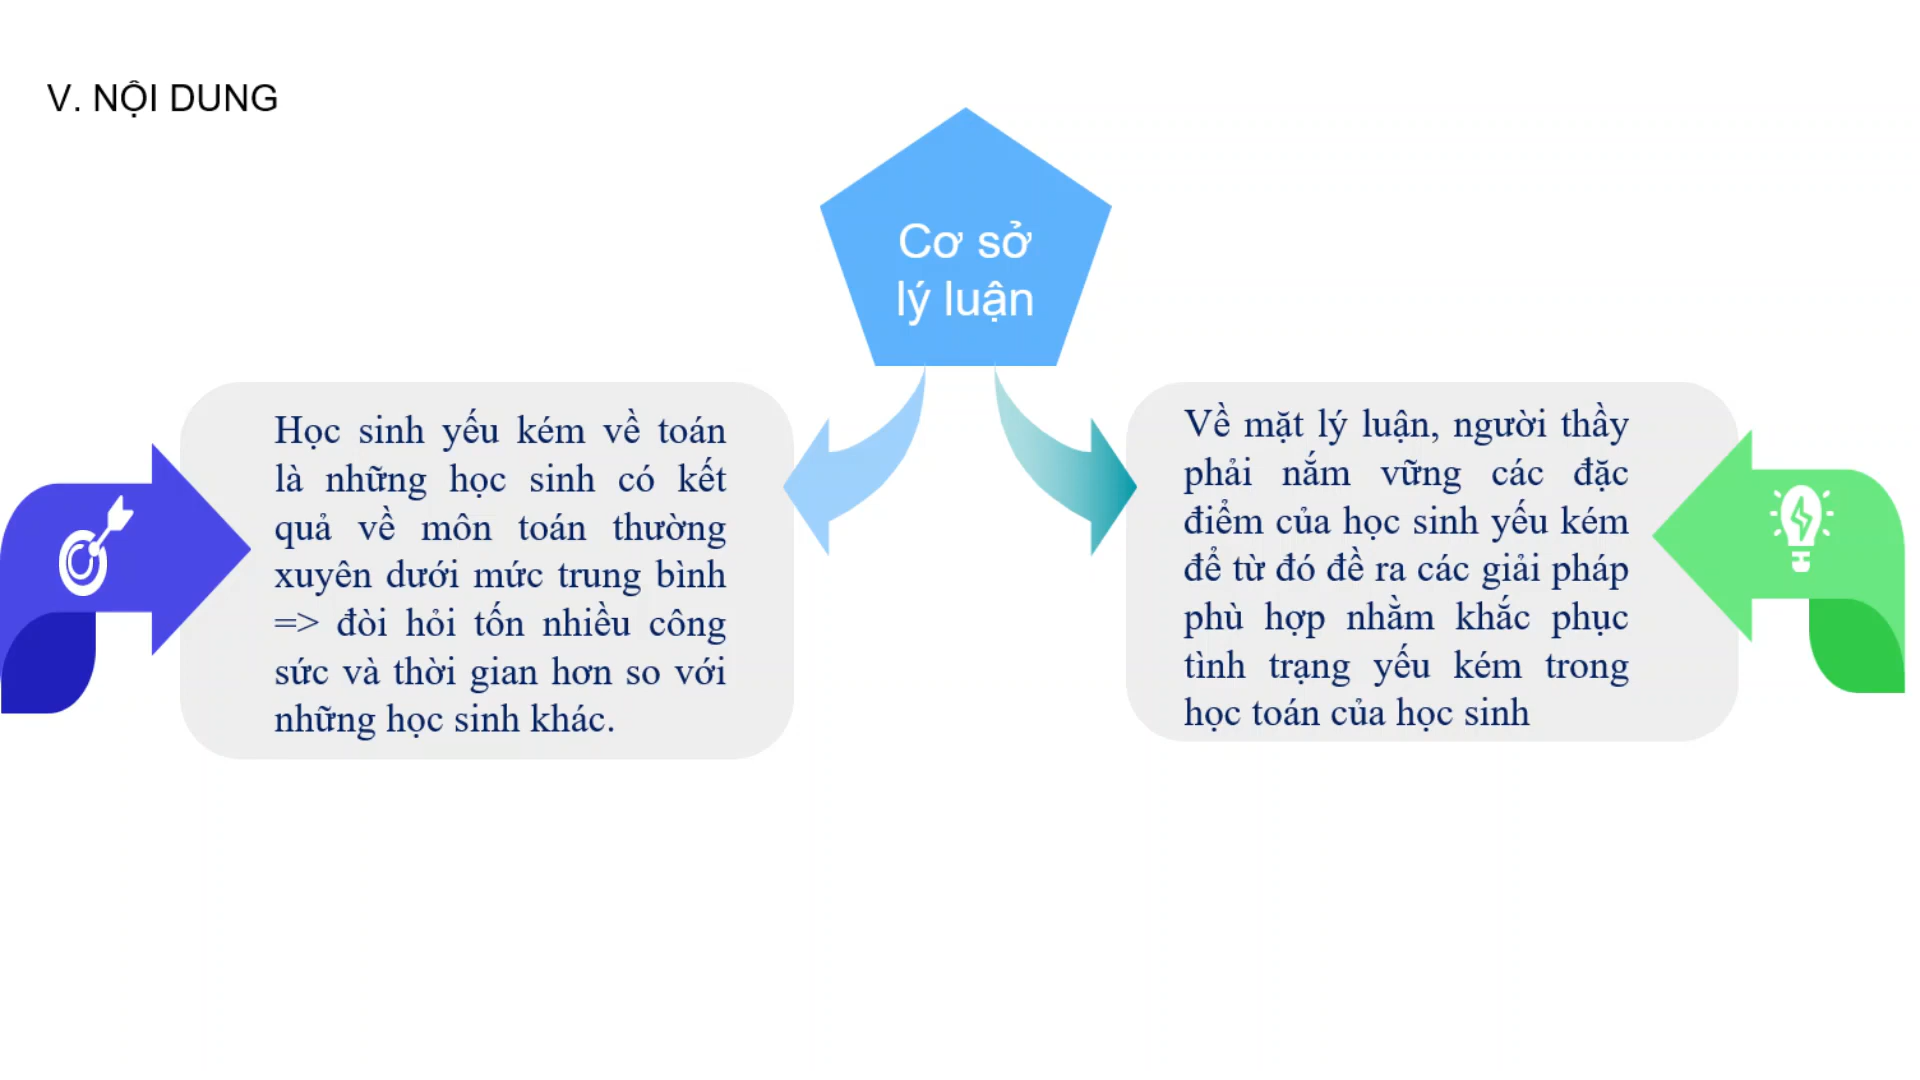 V. NỘI DUNG
Cơ sở
lý luận
Học sinh yếu kém về toán
là những học sinh có kết
quả về môn toán thường
xuyên dưới mức trung bình
=> đòi hỏi tốn nhiều công
sức và thời gian hơn so với
những học sinh khác.
Về mặt lý luận, người thầy
phải nắm vững các đặc
điểm của học sinh yếu kém
để từ đó đề ra các giải pháp
phù hợp nhằm khắc phục
tình trạng yếu kém trong
học toán của học sinh